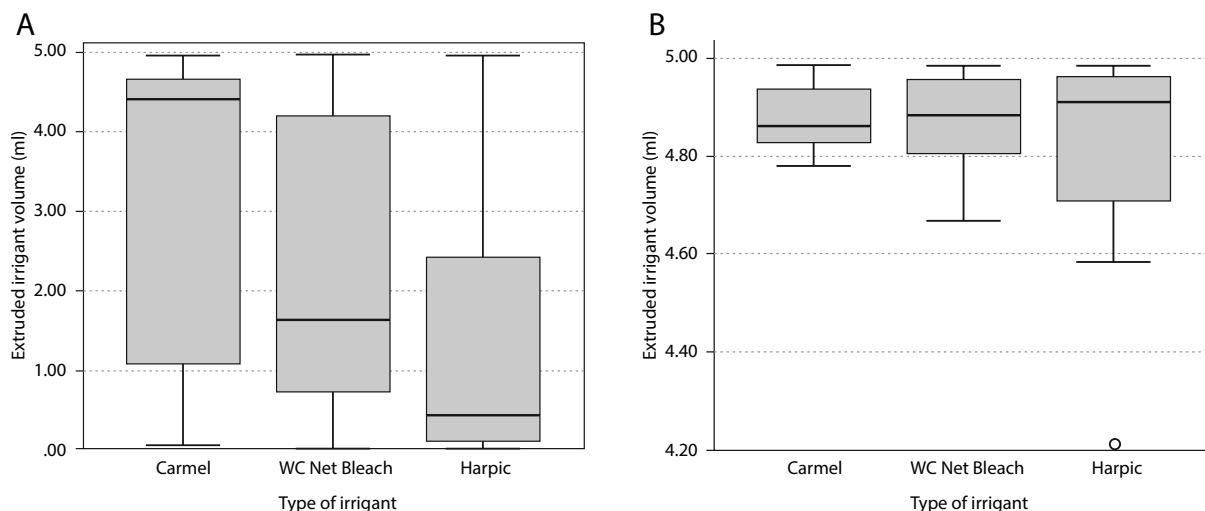 A
5.00
4.00
3.00
2.00
1.00
.00
Extruded irrigant volume (ml)
Carmel
WC Net Bleach
Harpic
Type of irrigant
B
5.00
4.80
4.60
4.40
4.20
Extruded irrigant volume (ml)
Carmel
WC Net Bleach
Harpic
Type of irrigant